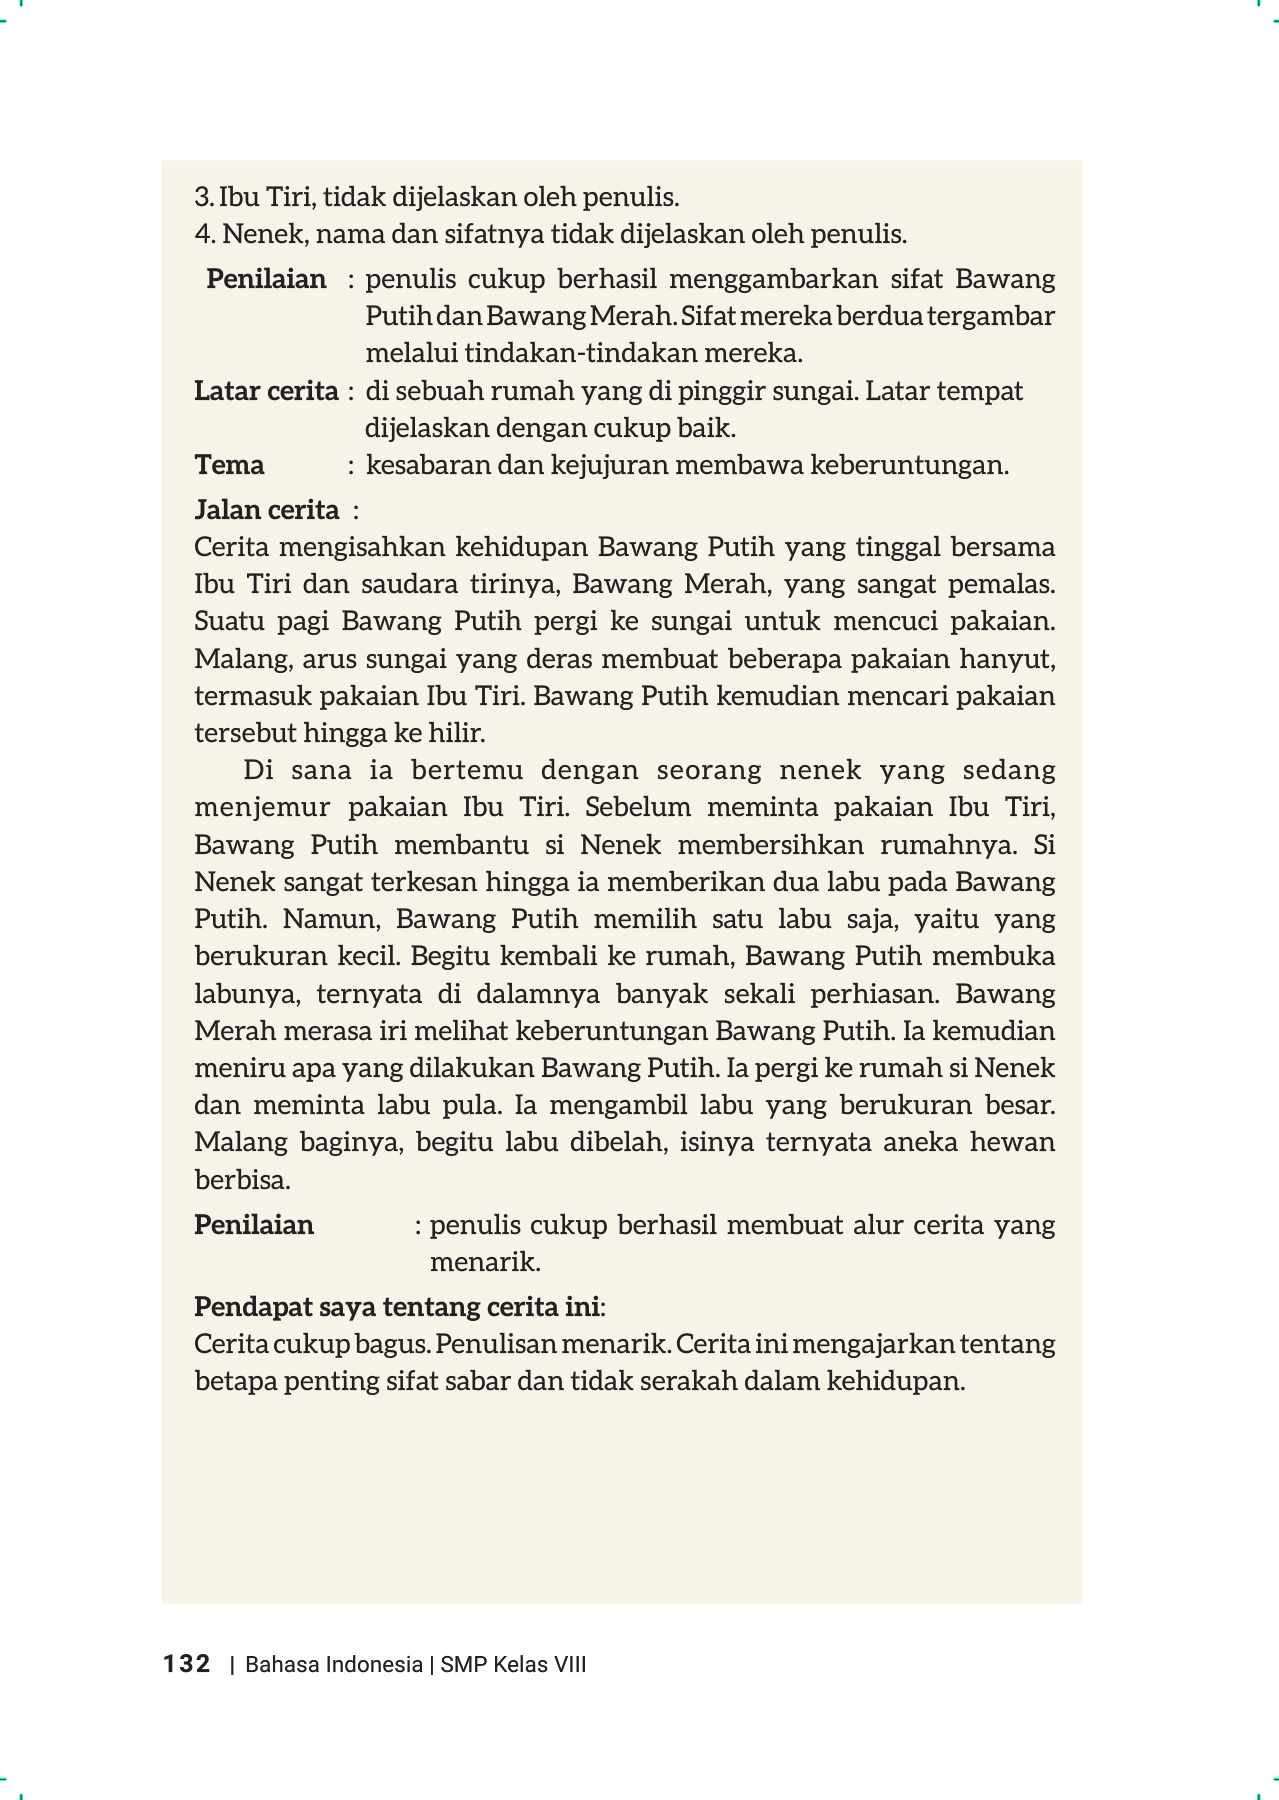 3. Ibu Tiri, tidak dijelaskan oleh penulis.
4. Nenek, nama dan sifatnya tidak dijelaskan oleh penulis.
Penilaian : penulis cukup berhasil menggambarkan sifat Bawang
Putih dan Bawang Merah. Sifat mereka berdua tergambar
melalui tindakan-tindakan mereka.
Latar cerita : di sebuah rumah yang di pinggir sungai. Latar tempat
dijelaskan dengan cukup baik.
Tema : kesabaran dan kejujuran membawa keberuntungan.
Jalan cerita :
Cerita mengisahkan kehidupan Bawang Putih yang tinggal bersama
Ibu Tiri dan saudara tirinya, Bawang Merah, yang sangat pemalas.
Suatu pagi Bawang Putih pergi ke sungai untuk mencuci pakaian.
Malang, arus sungai yang deras membuat beberapa pakaian hanyut,
termasuk pakaian Ibu Tiri. Bawang Putih kemudian mencari pakaian
tersebut hingga ke hilir.
Di sana ia bertemu dengan seorang nenek yang sedang
menjemur pakaian Ibu Tiri. Sebelum meminta pakaian Ibu Tiri,
Bawang Putih membantu si Nenek membersihkan rumahnya. Si
Nenek sangat terkesan hingga ia memberikan dua labu pada Bawang
Putih. Namun, Bawang Putih memilih satu labu saja, yaitu yang
berukuran kecil. Begitu kembali ke rumah, Bawang Putih membuka
labunya, ternyata di dalamnya banyak sekali perhiasan. Bawang
Merah merasa iri melihat keberuntungan Bawang Putih. Ia kemudian
meniru apa yang dilakukan Bawang Putih. Ia pergi ke rumah si Nenek
dan meminta labu pula. Ia mengambil labu yang berukuran besar.
Malang baginya, begitu labu dibelah, isinya ternyata aneka hewan
berbisa.
Penilaian : penulis cukup berhasil membuat alur cerita yang
menarik.
Pendapat saya tentang cerita ini:
Cerita cukup bagus. Penulisan menarik. Cerita ini mengajarkan tentang
betapa penting sifat sabar dan tidak serakah dalam kehidupan.
132 | Bahasa Indonesia | SMP Kelas VIII